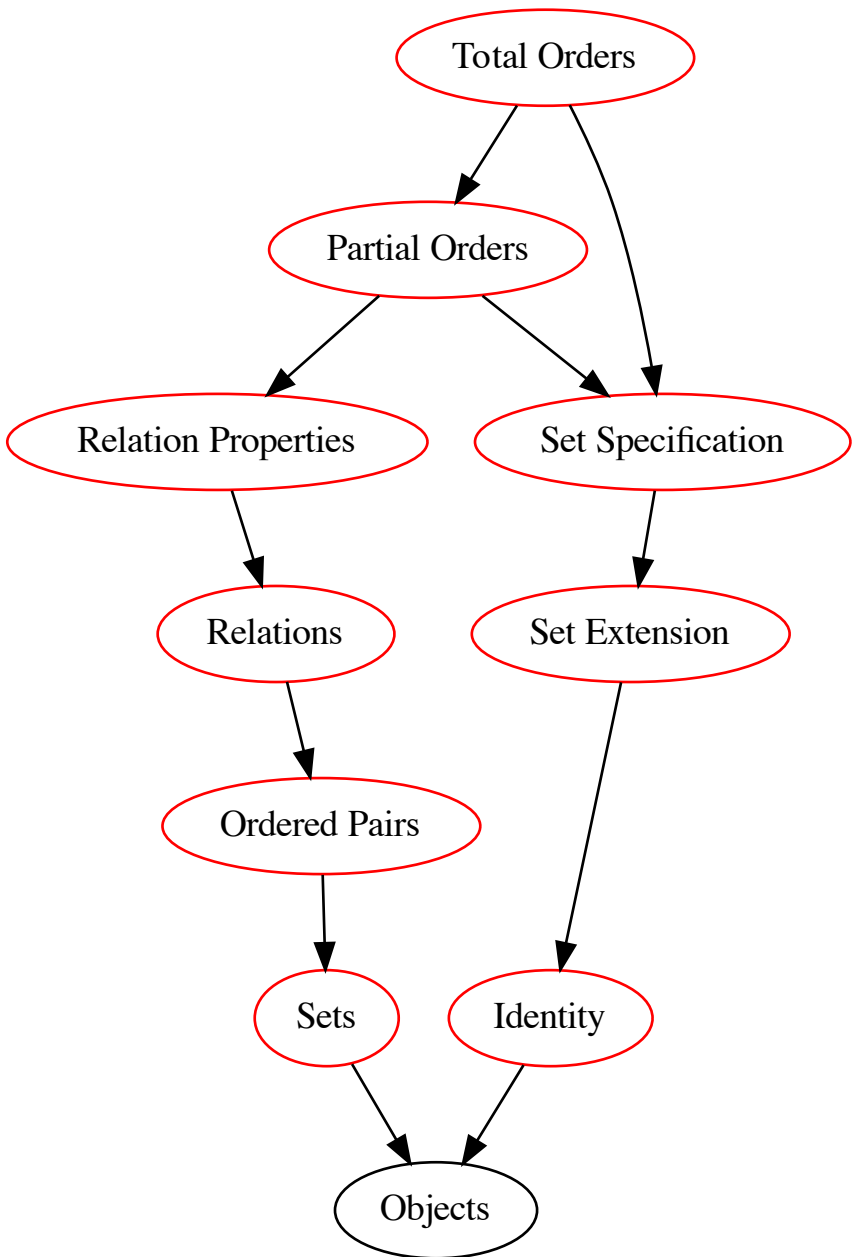 Total Orders
Partial Orders
Relation Properties
Set Specification
Relations
Set Extension
Ordered Pairs
Sets
Identity
Objects